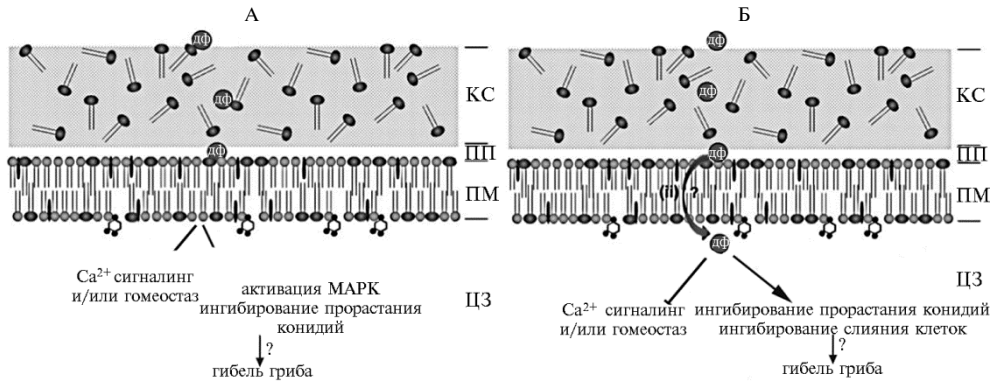 А
дф
дф
дф
КС
ПП
ПМ
Ca2+ сигналинг
и/или гомеостаз
активация МАРК
ингибирование прорастания
конидий
?
гибель гриба
ЦЗ
Б
дф
дф
дф
(ii)
?
дф
КС
ПП
ПМ
ЦЗ
Ca2+ сигналинг
и/или гомеостаз
ингибирование прорастания конидий
ингибирование слияния клеток
?
гибель гриба